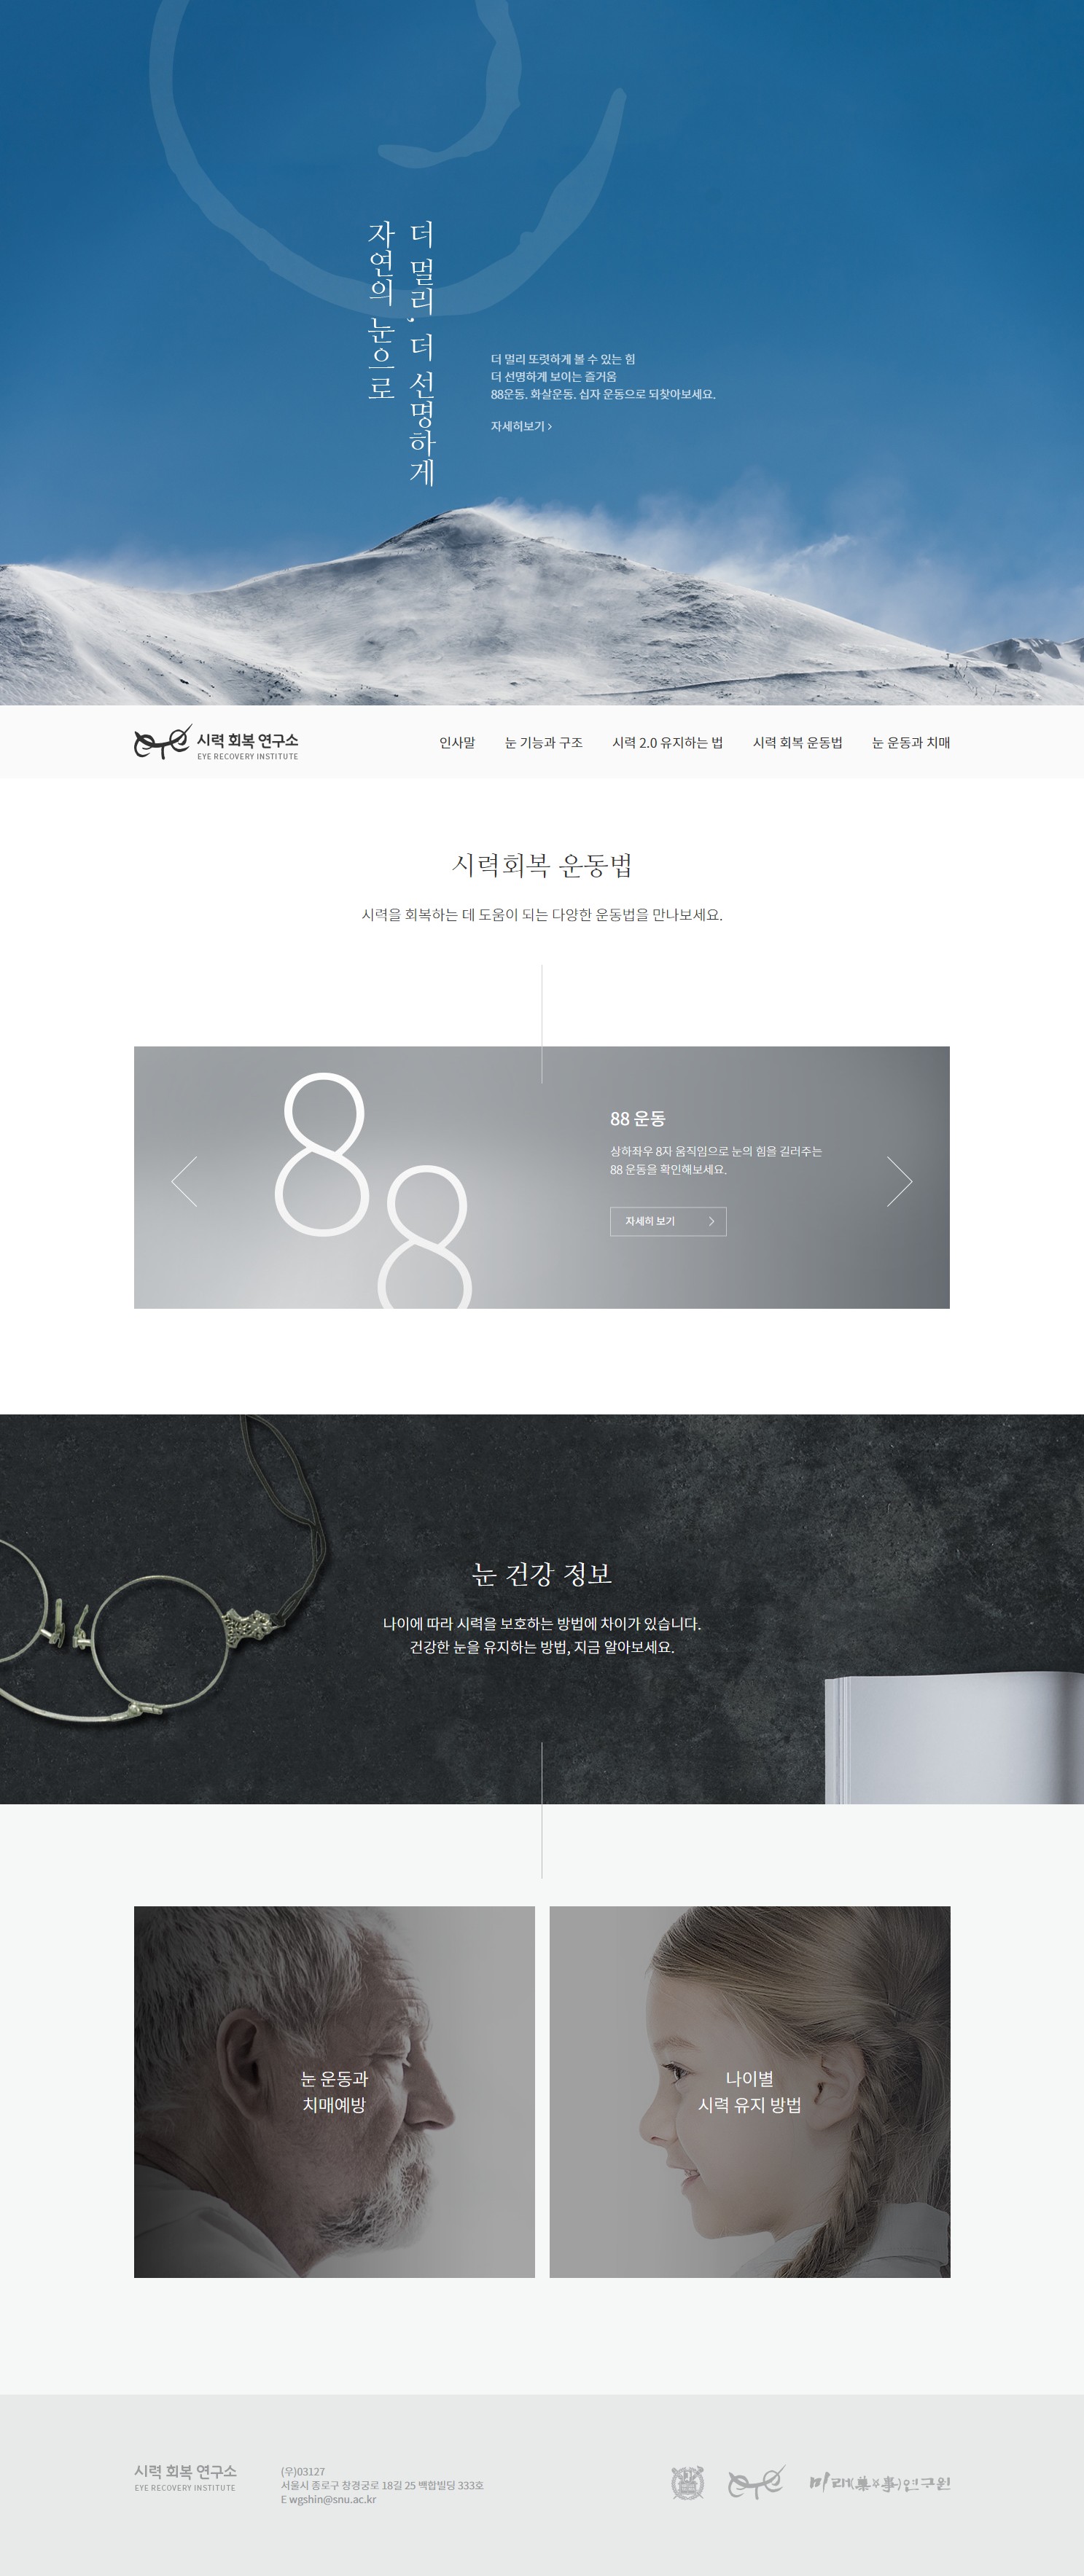 더 멀리, 더 선명하게
자연의 눈으로
더 멀리 또렷하게 볼 수 있는 힘
더 선명하게 보이는 즐거움
88운동. 화살운동. 십자 운동으로 되찾아보세요.
자세히보기 >
시력 회복 연구소
EYE RECOVERY INSTITUTE
인사말 눈 기능과 구조 시력 2.0 유지하는 법 시력 회복 운동법 눈 운동과 치매
시력회복 운동법
시력을 회복하는 데 도움이 되는 다양한 운동법을 만나보세요.
88
88 운동
상하좌우 8자 움직임으로 눈의 힘을 길러주는
88 운동을 확인해보세요.
자세히 보기
눈 건강 정보
나이에 따라 시력을 보호하는 방법에 차이가 있습니다.
건강한 눈을 유지하는 방법, 지금 알아보세요.
눈 운동과
치매예방
나이별
시력 유지 방법
시력 회복 연구소
EYE RECOVERY INSTITUTE
(우)03127
서울시 종로구 창경궁로 18길 25 백합빌딩 333호
E wgshin@snu.ac.kr